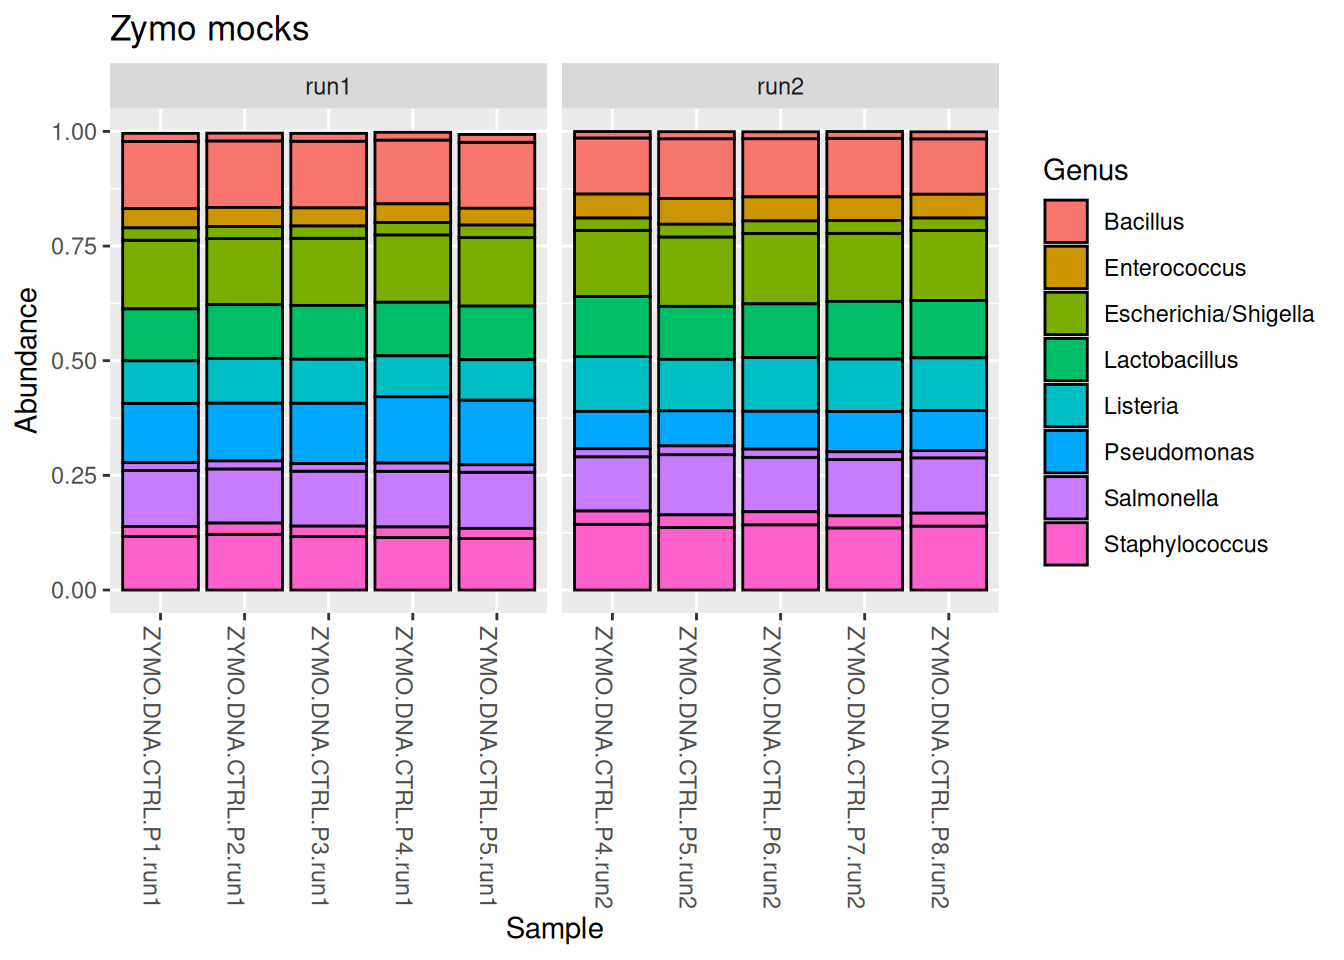 Zymo mocks
run1
run2
1.00
0.75
0.50
0.25
0.00
Abundance
ZYMO.DNA.CTRL.P1.run1
ZYMO.DNA.CTRL.P2.run1
ZYMO.DNA.CTRL.P3.run1
ZYMO.DNA.CTRL.P4.run1
ZYMO.DNA.CTRL.P5.run1
ZYMO.DNA.CTRL.P4.run2
ZYMO.DNA.CTRL.P5.run2
ZYMO.DNA.CTRL.P6.run2
ZYMO.DNA.CTRL.P7.run2
ZYMO.DNA.CTRL.P8.run2
Sample
Genus
Bacillus
Enterococcus
Escherichia/Shigella
Lactobacillus
Listeria
Pseudomonas
Salmonella
Staphylococcus